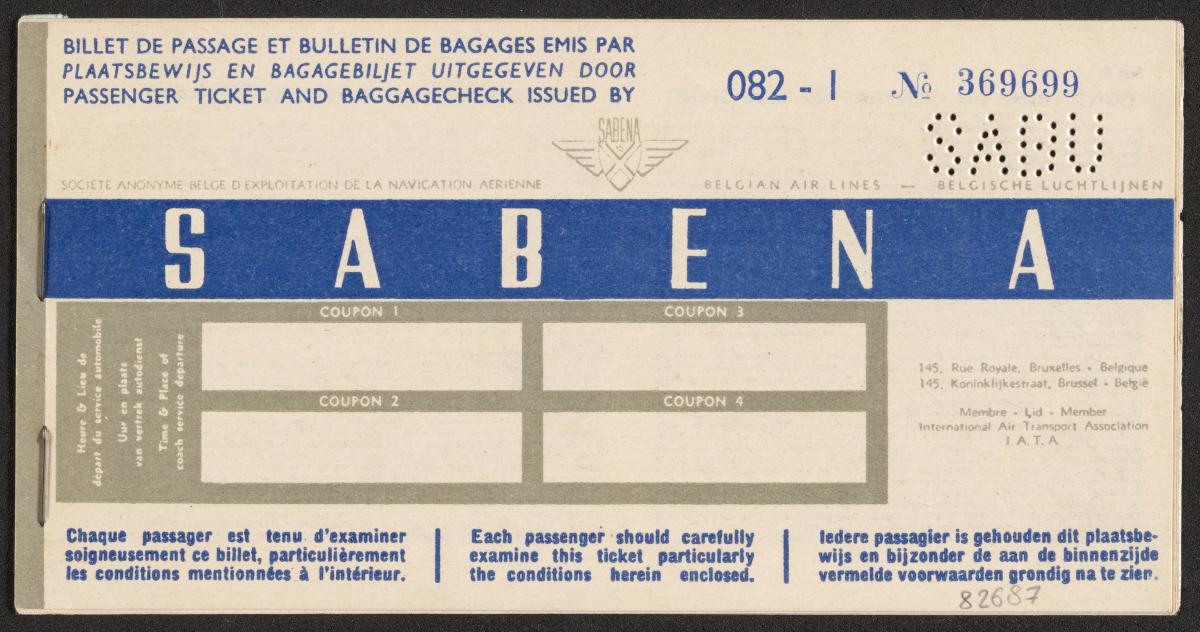 BILLET DE PASSAGE ET BULLETIN DE BAGAGES EMIS PAR
PLAATSBEWIJS EN BAGAGEBILJET UITGEGEVEN DOOR
PASSENGER TICKET AND BAGGAGECHECK ISSUED BY
082 - I № 369699
SABU
SABENA
SOCIETE ANONYME BELGE D'EXPLOITATION DE LA NAVIGATION AERIENNE
BELGIAN AIR LINES — BELGISCHE LUCHTLIJNEN
SABENA
Heure & Lieu de
départ du service automobile
Uur en plaats
van vertrek autodienst
Time & Place of
coach service departure
COUPON 1
COUPON 3
COUPON 2
COUPON 4
145, Rue Royale, Bruxelles - Belgique
145, Koninklijkestraat, Brussel - België
Membre - Lid - Member
International Air Transport Association
I.A.T.A.
Chaque passager est tenu d'examiner
soigneusement ce billet, particulièrement
les conditions mentionnées à l'intérieur.
Each passenger should carefully
examine this ticket particularly
the conditions herein enclosed.
Iedere passagier is gehouden dit plaatsbe-
wijs en bijzonder de aan de binnenzijde
vermelde voorwaarden grondig na te zien.
82687